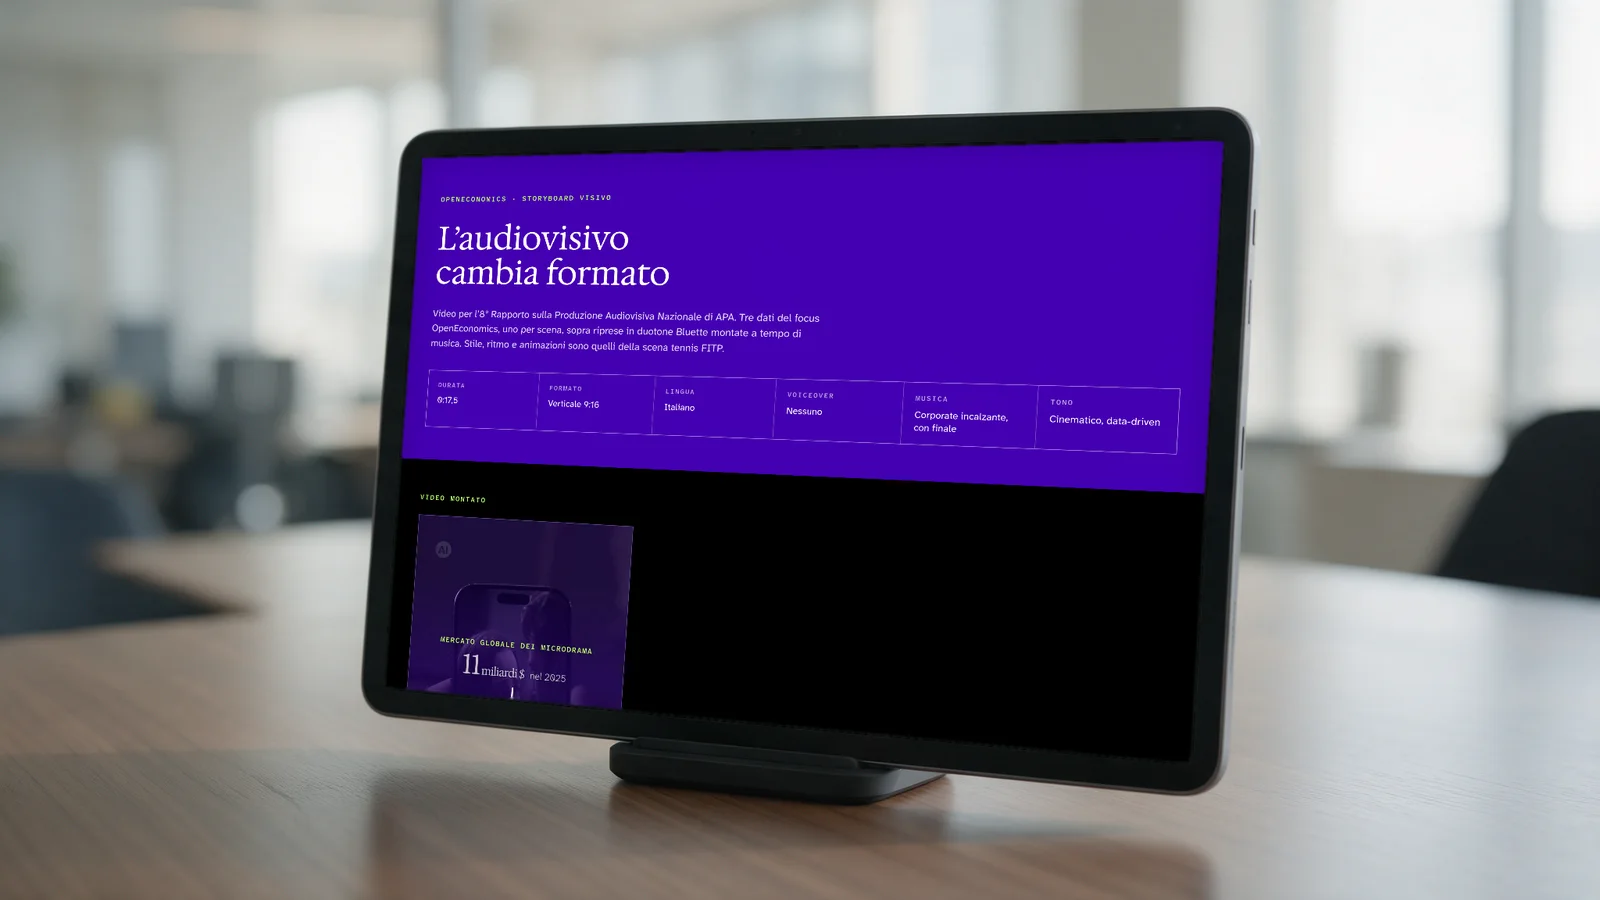 OPENECONOMICS · STORYBOARD VISIVO
L’audiovisivo
cambia formato
Video per l’8° Rapporto sulla Produzione Audiovisiva Nazionale di APA. Tre dati del focus
OpenEconomics, uno per scena, sopra riprese in duotone Bluette montate a tempo di
musica. Stile, ritmo e animazioni sono quelli della scena tennis FITP.
DURATA
0:17,5
FORMATO
Verticale 9:16
LINGUA
Italiano
VOICEOVER
Nessuno
MUSICA
Corporate incalzante,
con finale
TONO
Cinematico, data-driven
VIDEO MONTATO
AI
MERCATO GLOBALE DEI MICRODRAMA
11 miliardi $ nel 2025